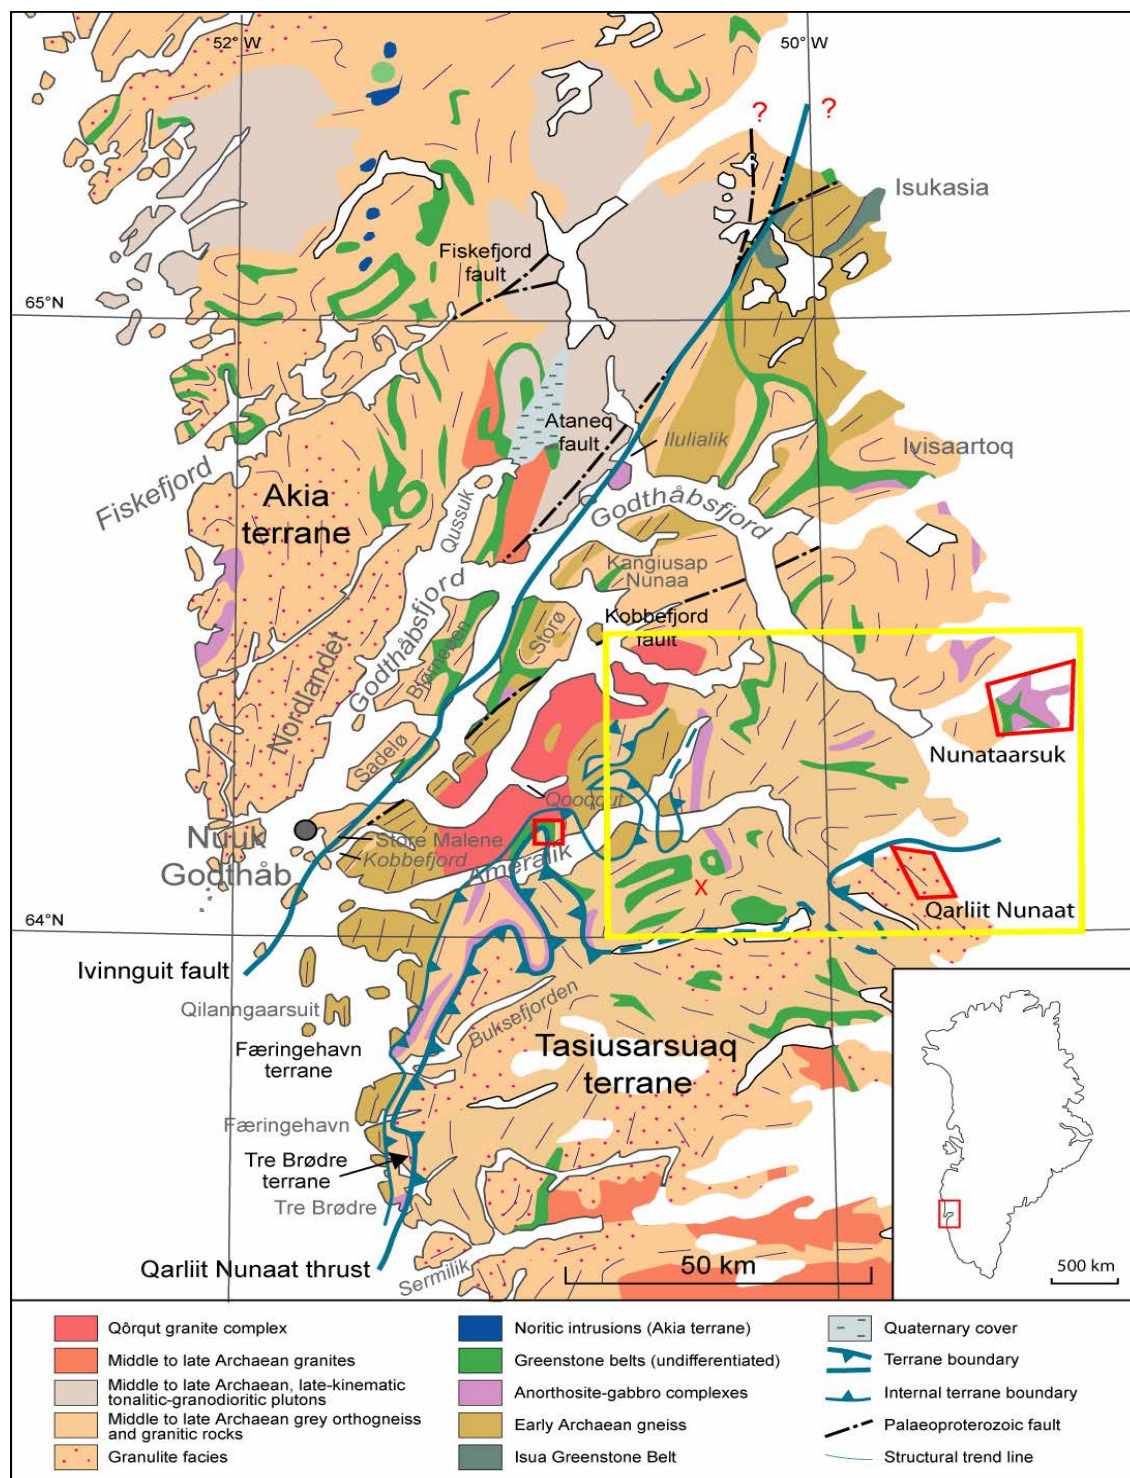 52° W
50° W
?
?
Isukasia
Fiskefjord
fault
65°N
Ataneq
fault
Ilulialik
Ivisaartoq
Fiskefjord
Akia
terrane
Qussuk
Godthåbsfjord
Kangiusap
Nunaa
Godthåbsfjord
Kobbefjord
fault
Storø
Bjørneøen
Nordlandet
Sadelø
Nunataarsuk
Qooqqut
Nuuk
Godthåb
Store Malene
Kobbefjord
Ameralik
x
Qarliit Nunaat
64°N
Ivinnguit fault
Qilanngaarsuit
Buksefjorden
Færingehavn
terrane
Tasiusarsuaq
terrane
Færingehavn
Tre Brødre
terrane
Tre Brødre
Qarliit Nunaat thrust
Sermilik
50 km
500 km
Qôrqut granite complex
Middle to late Archaean granites
Middle to late Archaean, late-kinematic
tonalitic-granodioritic plutons
Middle to late Archaean grey orthogneiss
and granitic rocks
Granulite facies
Noritic intrusions (Akia terrane)
Greenstone belts (undifferentiated)
Anorthosite-gabbro complexes
Early Archaean gneiss
Isua Greenstone Belt
Quaternary cover
Terrane boundary
Internal terrane boundary
Palaeoproterozoic fault
Structural trend line